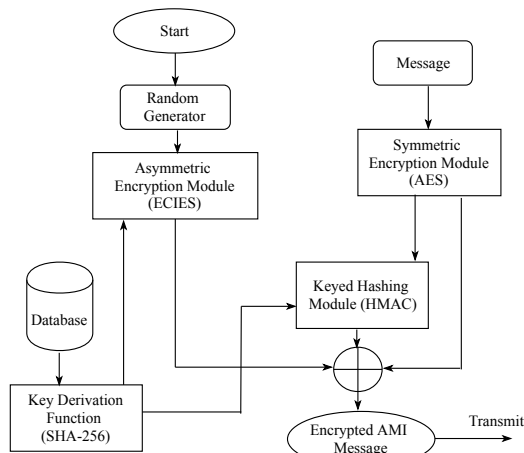 Start
Message
Random
Generator
Asymmetric
Encryption Module
(ECIES)
Symmetric
Encryption Module
(AES)
Keyed Hashing
Module (HMAC)
Database
Key Derivation
Function
(SHA-256)
Encrypted AMI
Message
Transmit